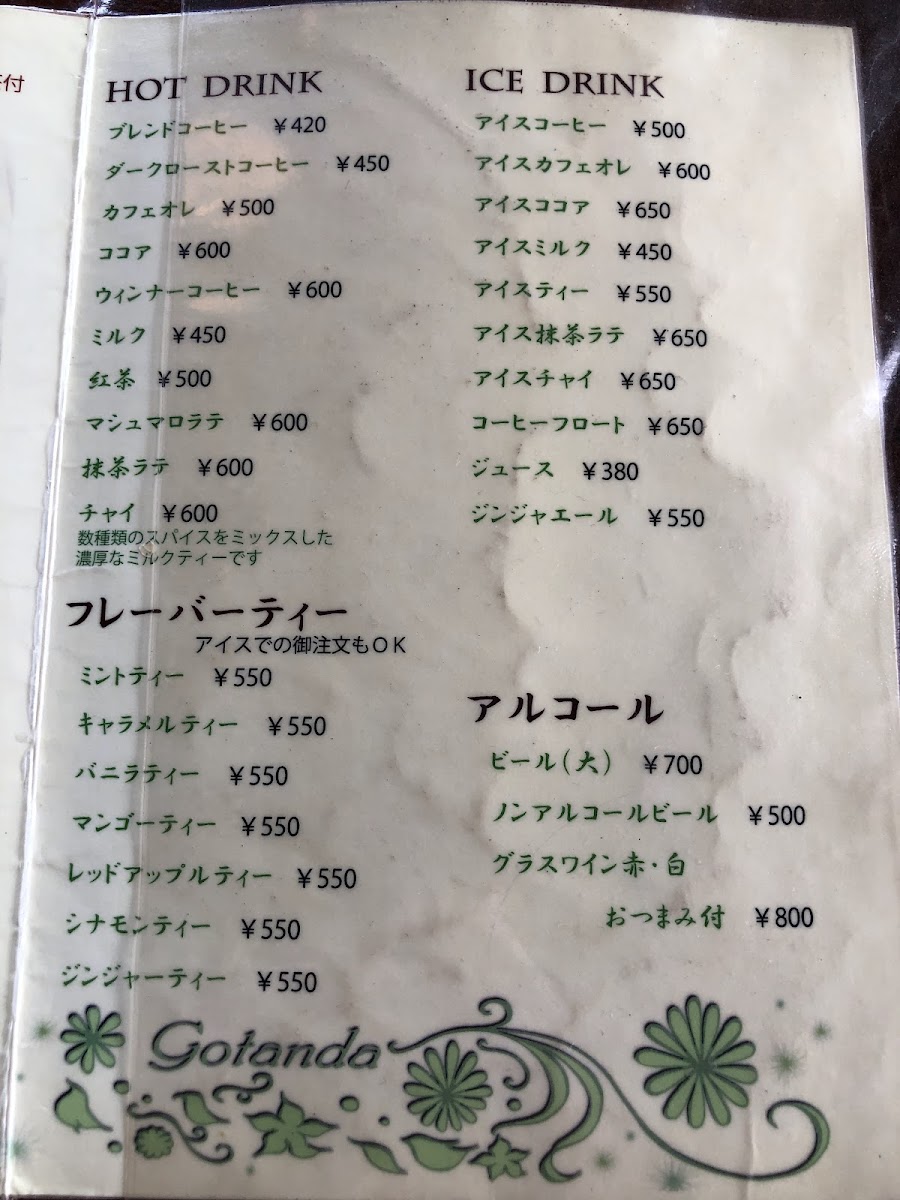 付
HOT DRINK
ブレンドコーヒー ￥420
ダークローストコーヒー ￥450
カフェオレ ￥500
ココア ￥600
ウィンナーコーヒー ￥600
ミルク ￥450
紅茶 ￥500
マシュマロラテ ￥600
抹茶ラテ ￥600
チャイ ￥600
数種類のスパイスをミックスした
濃厚なミルクティーです
フレーバーティー
アイスでの御注文もＯＫ
ミントティー ￥550
キャラメルティー ￥550
バニラティー ￥550
マンゴーティー ￥550
レッドアップルティー ￥550
シナモンティー ￥550
ジンジャーティー ￥550
ICE DRINK
アイスコーヒー ￥500
アイスカフェオレ ￥600
アイスココア ￥650
アイスミルク ￥450
アイスティー ￥550
アイス抹茶ラテ ￥650
アイスチャイ ￥650
コーヒーフロート ￥650
ジュース ￥380
ジンジャエール ￥550
アルコール
ビール(大) ￥700
ノンアルコールビール ￥500
グラスワイン赤・白
おつまみ付 ￥800
Gotanda